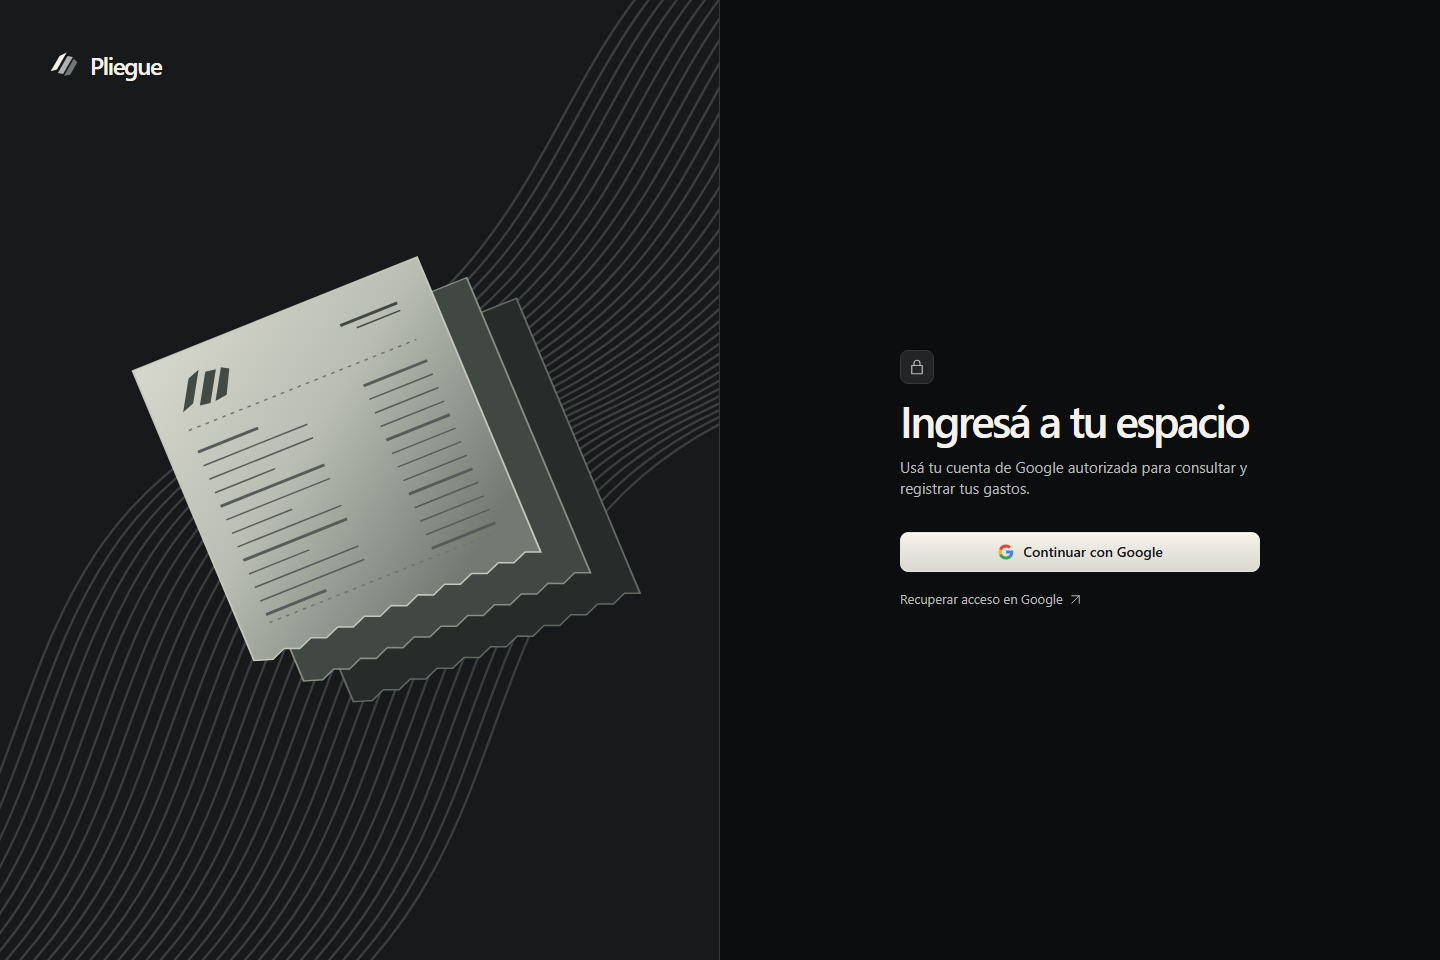 Pliegue
Ingresá a tu espacio
Usá tu cuenta de Google autorizada para consultar y
registrar tus gastos.
Continuar con Google
Recuperar acceso en Google